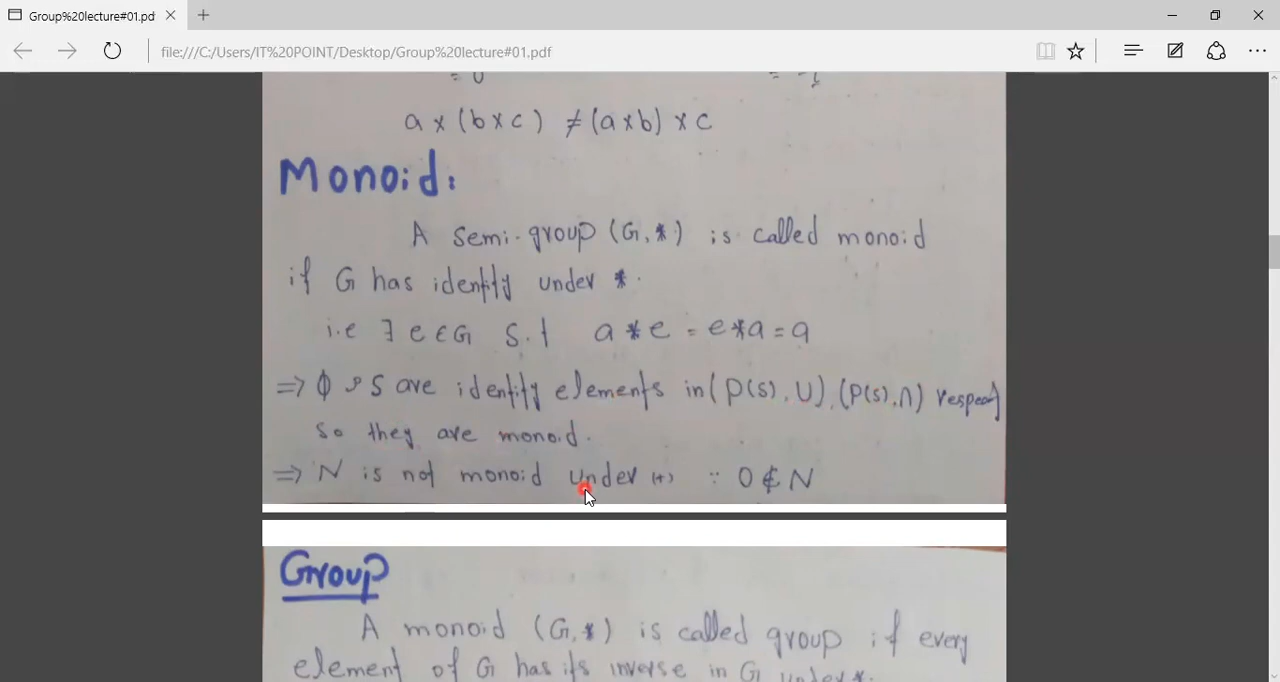 Group%20lecture#01.pd
file:///C:/Users/IT%20POINT/Desktop/Group%20lecture#01.pdf
a × (b×c) ≠ (a×b) × c
Monoid:
A semi-group (G,*) is called monoid
if G has identity under *.
i.e ∃ e ∈ G s.t a * e = e*a = a
⇒ ϕ و S are identity elements in (P(S), U), (P(S),∩) respect
so they are monoid.
⇒ N is not monoid under (+) ∵ 0 ∉ N
Group
A monoid (G,*) is called group if every
element of G has its inverse in G under *.